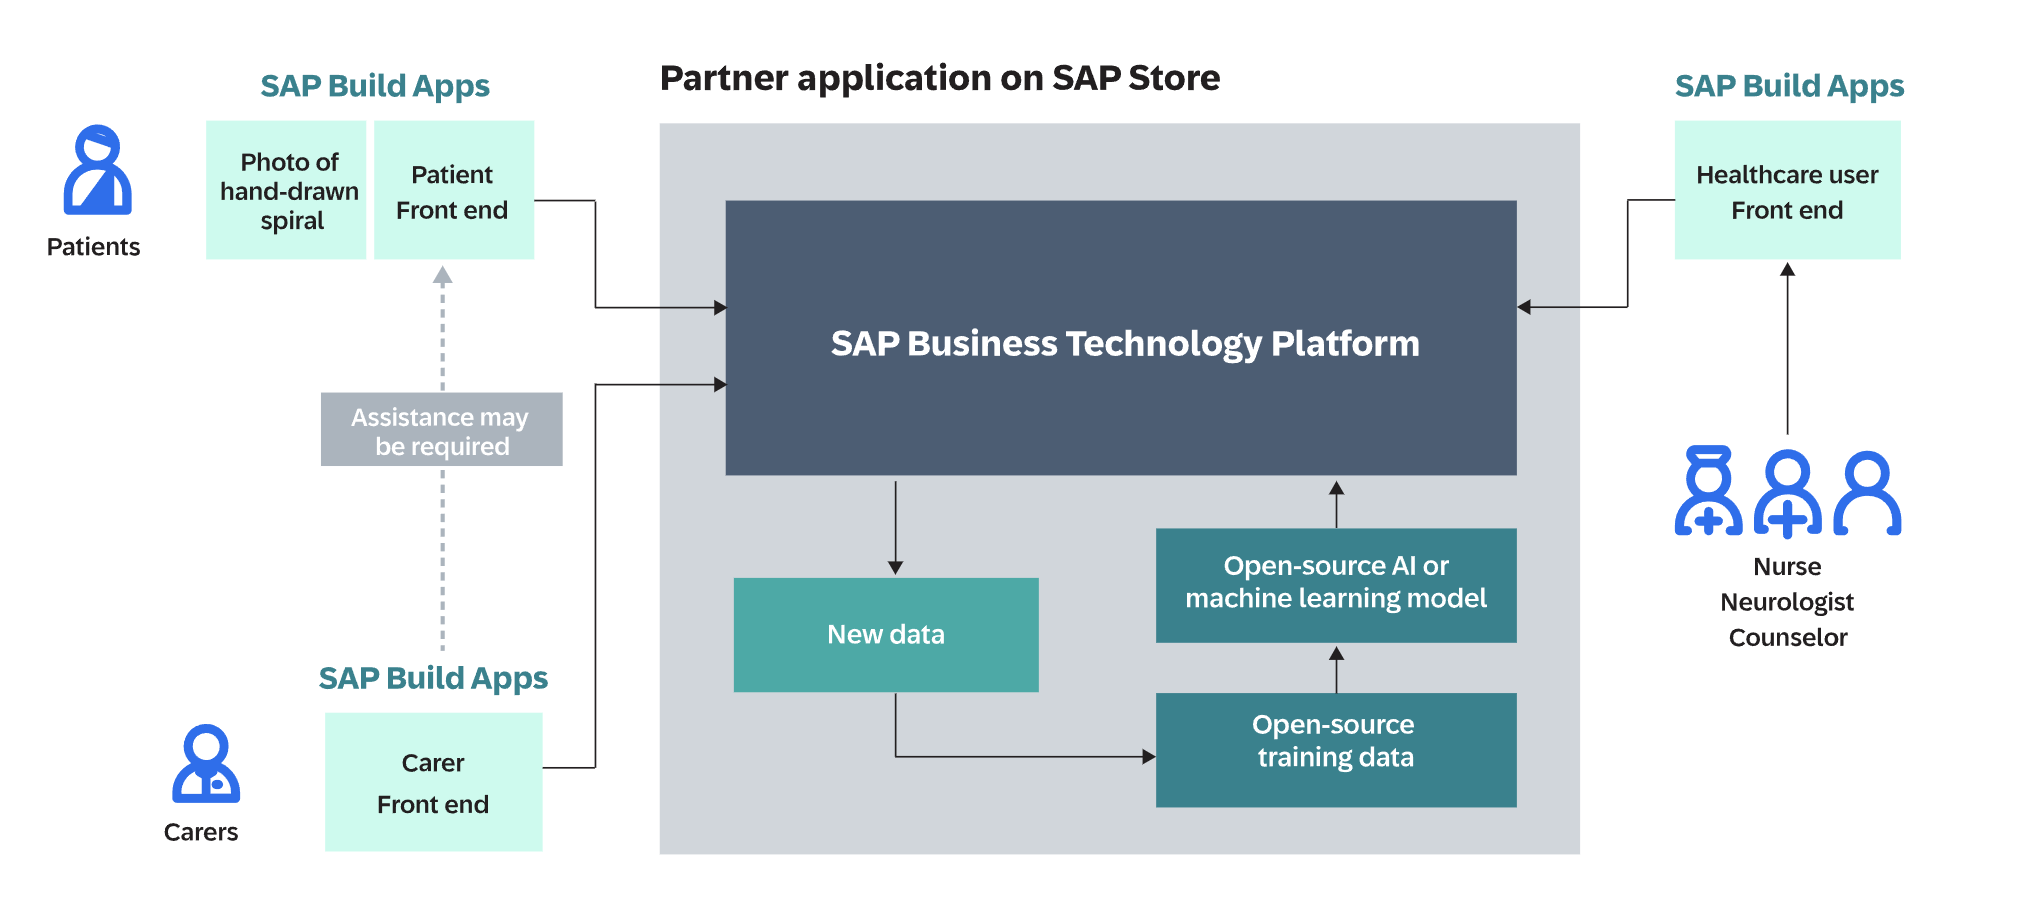 Partner application on SAP Store
SAP Build Apps
Photo of
hand-drawn
spiral
Patient
Front end
Patients
Assistance may
be required
SAP Build Apps
Carer
Front end
Carers
SAP Business Technology Platform
New data
Open-source AI or
machine learning model
Open-source
training data
SAP Build Apps
Healthcare user
Front end
Nurse
Neurologist
Counselor